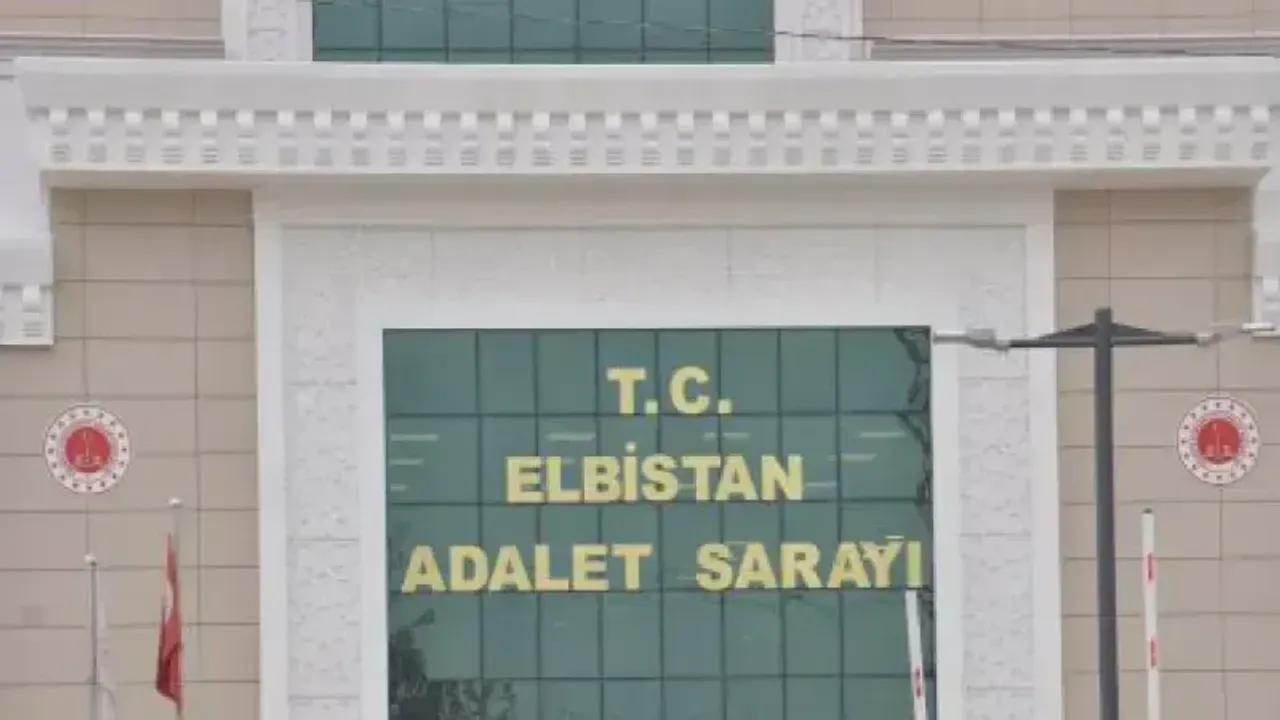 T.C.
ELBİSTAN
ADALET SARAYI